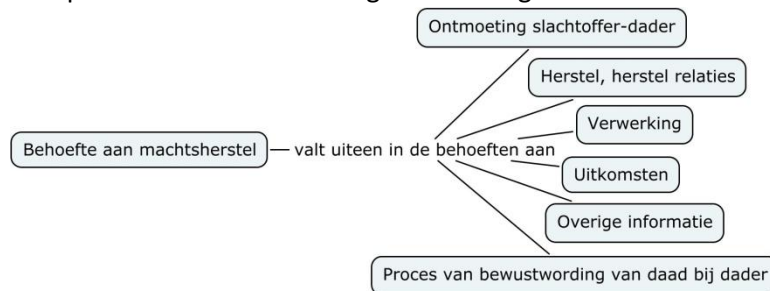 Ontmoeting slachtoffer-dader
Herstel, herstel relaties
Verwerking
Behoefte aan machtsherstel
valt uiteen in de behoeften aan
Uitkomsten
Overige informatie
Proces van bewustwording van daad bij dader